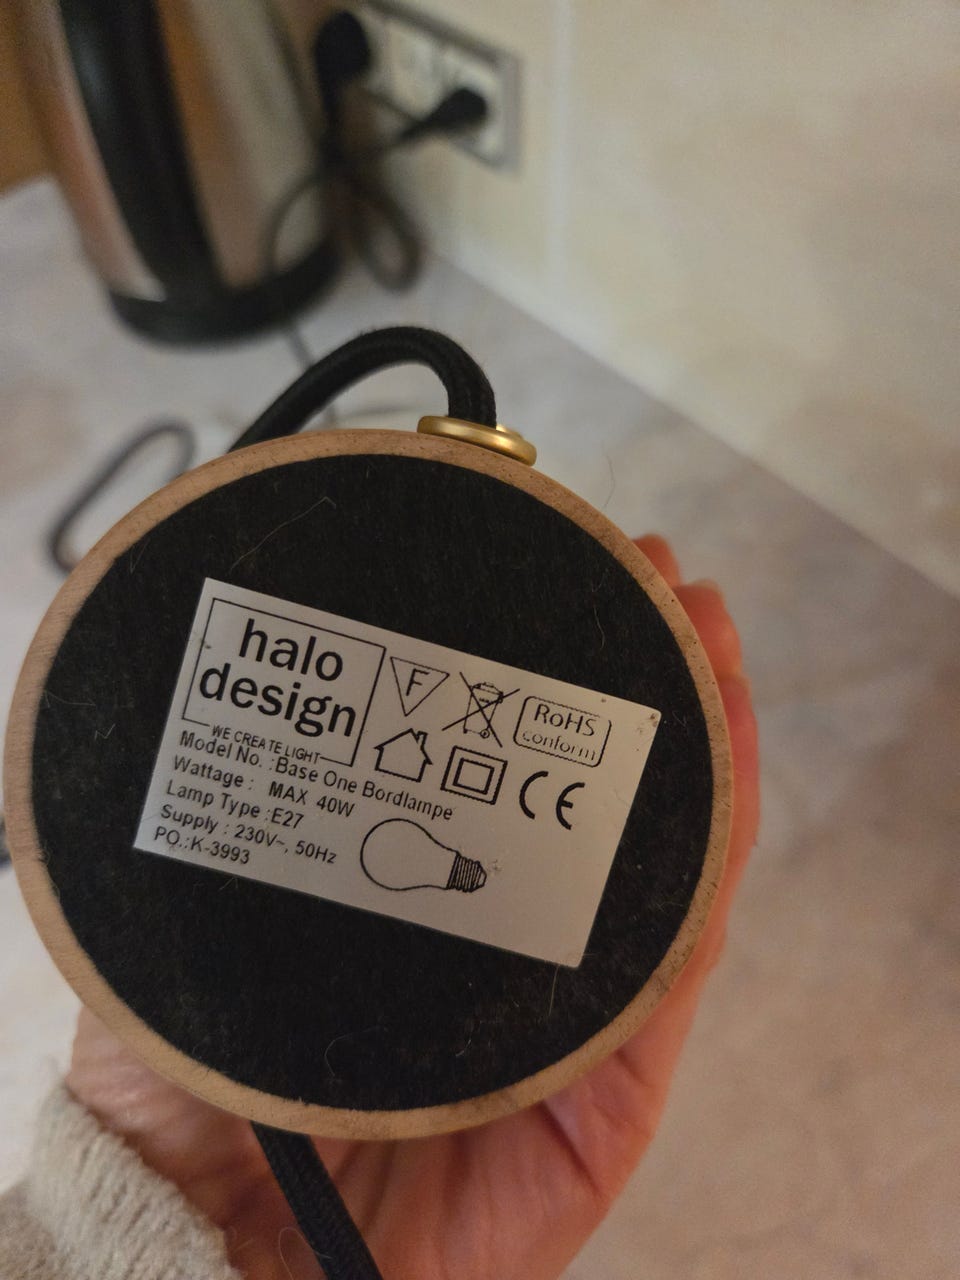 halo
design
WE CREATE LIGHT
F
RoHS
conform
CE
Model No. :Base One Bordlampe
Wattage : MAX 40W
Lamp Type :E27
Supply : 230V~, 50Hz
PO.:K-3993